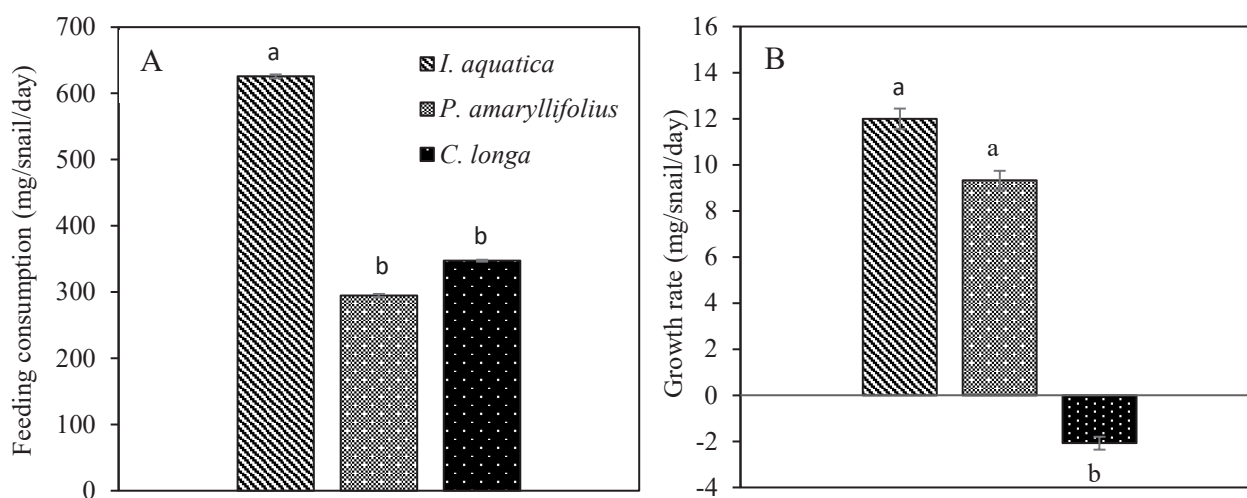 Feeding consumption (mg/snail/day)
700
600
500
400
300
200
100
0
A
a
b
b
I. aquatica
P. amaryllifolius
C. longa
Growth rate (mg/snail/day)
16
14
12
10
8
6
4
2
0
-2
-4
B
a
a
b